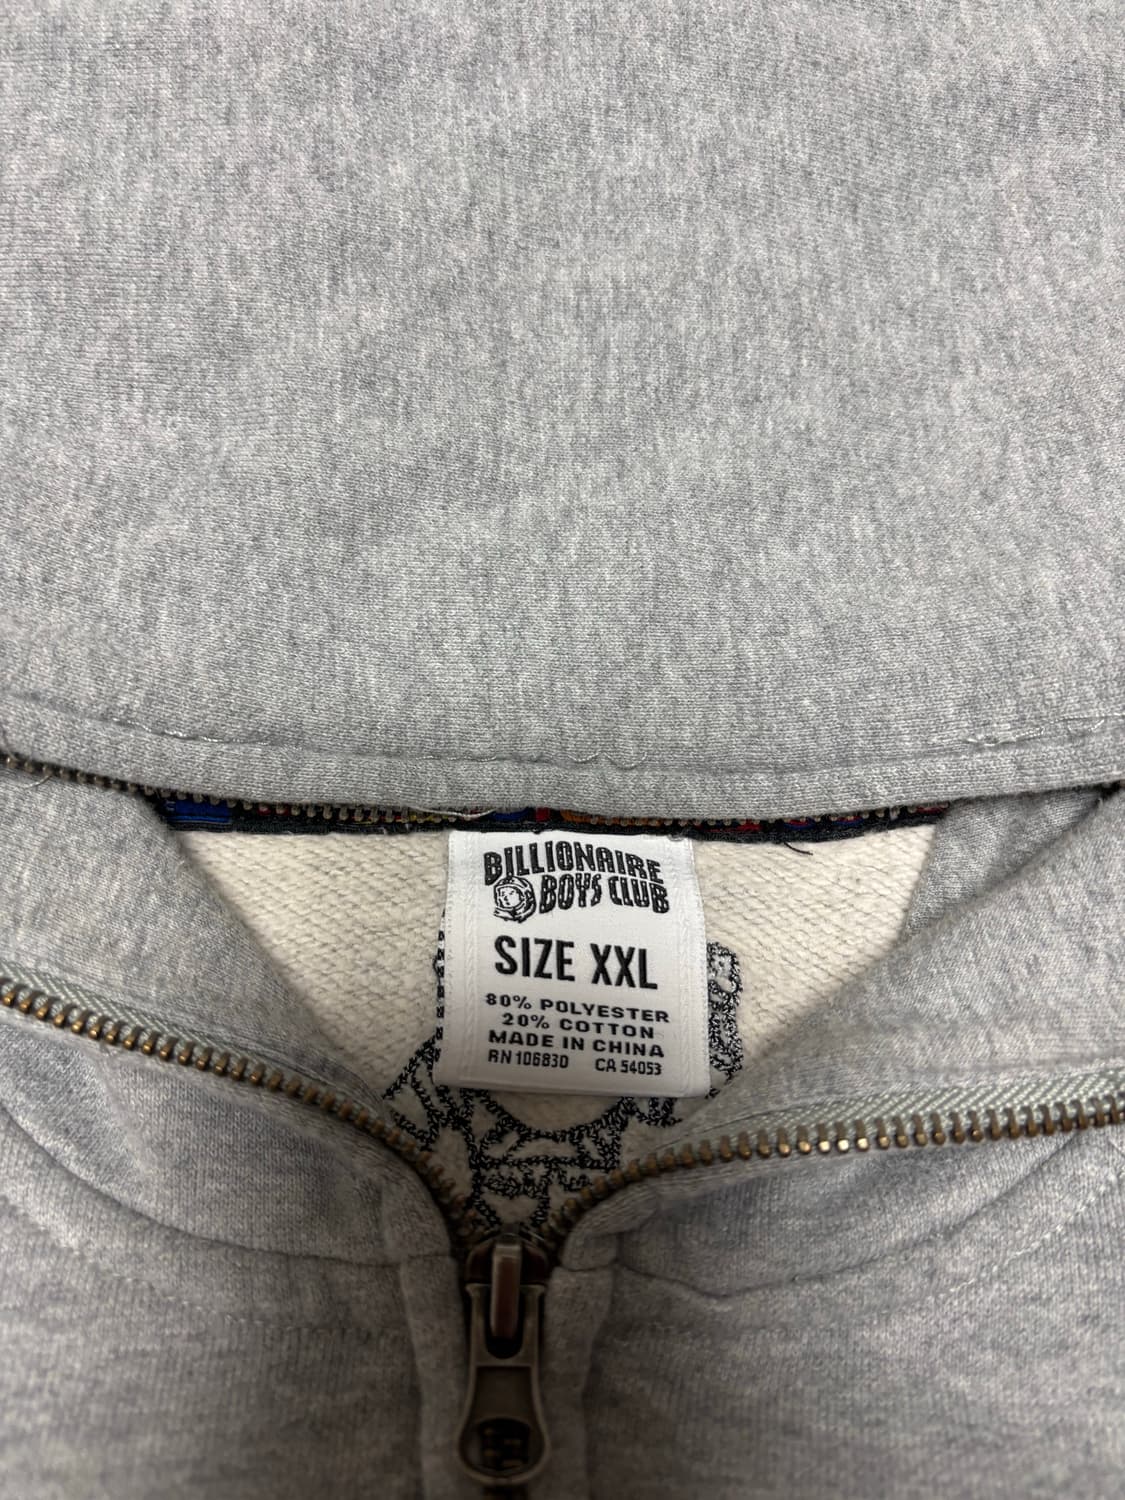 BILLIONAIRE
BOYS CLUB
SIZE XXL
80% POLYESTER
20% COTTON
MADE IN CHINA
RN 106830 CA 54053